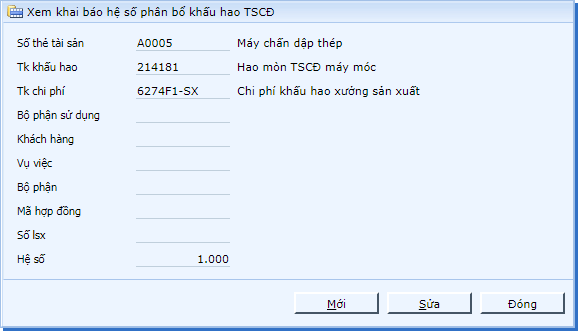 Xem khai báo hệ số phân bổ khấu hao TSCĐ
Số thẻ tài sản A0005 Máy chấn dập thép
Tk khấu hao 214181 Hao mòn TSCĐ máy móc
Tk chi phí 6274F1-SX Chi phí khấu hao xưởng sản xuất
Bộ phận sử dụng
Khách hàng
Vụ việc
Bộ phận
Mã hợp đồng
Số lsx
Hệ số 1.000
Mới Sửa Đóng